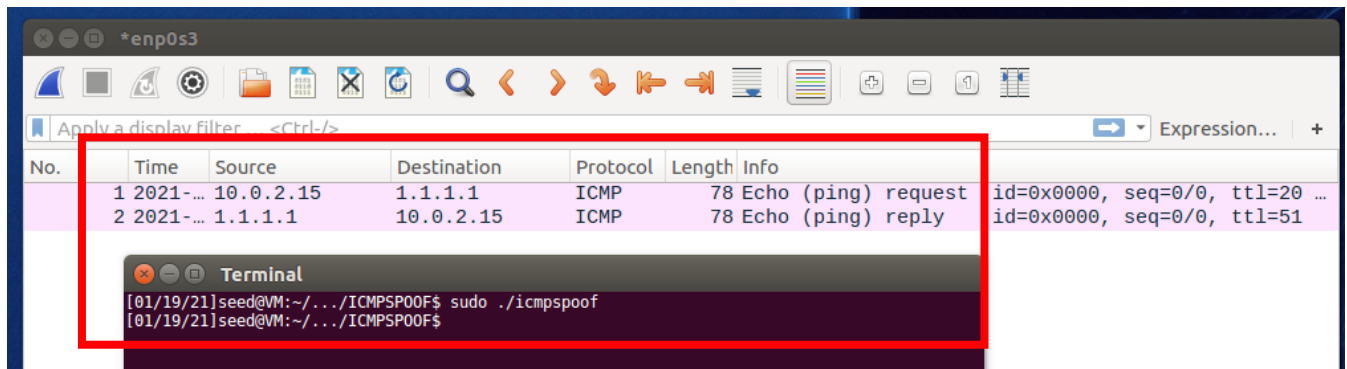 *enp0s3
Apply a display filter ... <Ctrl-/> Expression... +
No. Time Source Destination Protocol Length Info
1 2021-… 10.0.2.15 1.1.1.1 ICMP 78 Echo (ping) request id=0x0000, seq=0/0, ttl=20 …
2 2021-… 1.1.1.1 10.0.2.15 ICMP 78 Echo (ping) reply id=0x0000, seq=0/0, ttl=51
Terminal
[01/19/21]seed@VM:~/.../ICMPSPOOF$ sudo ./icmpspoof
[01/19/21]seed@VM:~/.../ICMPSPOOF$